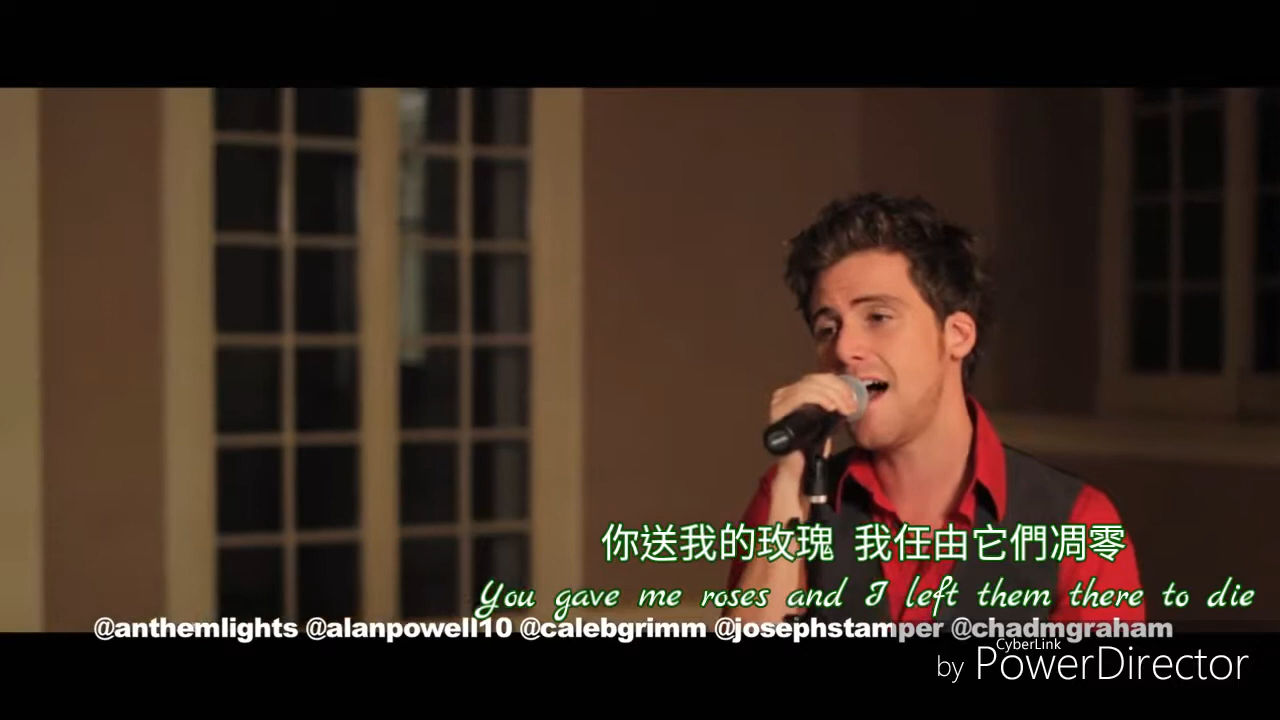 你送我的玫瑰 我任由它們凋零
You gave me roses and I left them there to die
@anthemlights @alanpowell10 @calebgrimm @josephstamper @chadmgraham
CyberLink
by PowerDirector